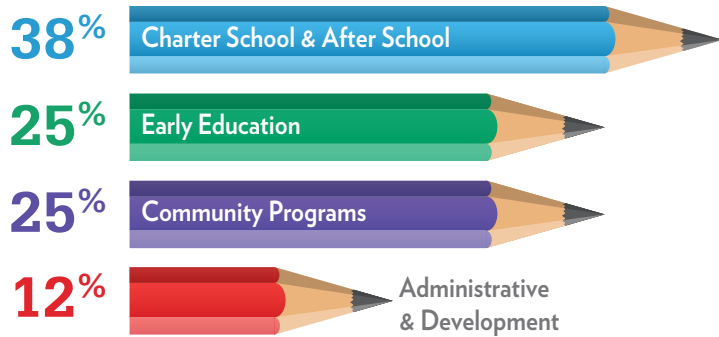 38% Charter School & After School
25% Early Education
25% Community Programs
12% Administrative
& Development